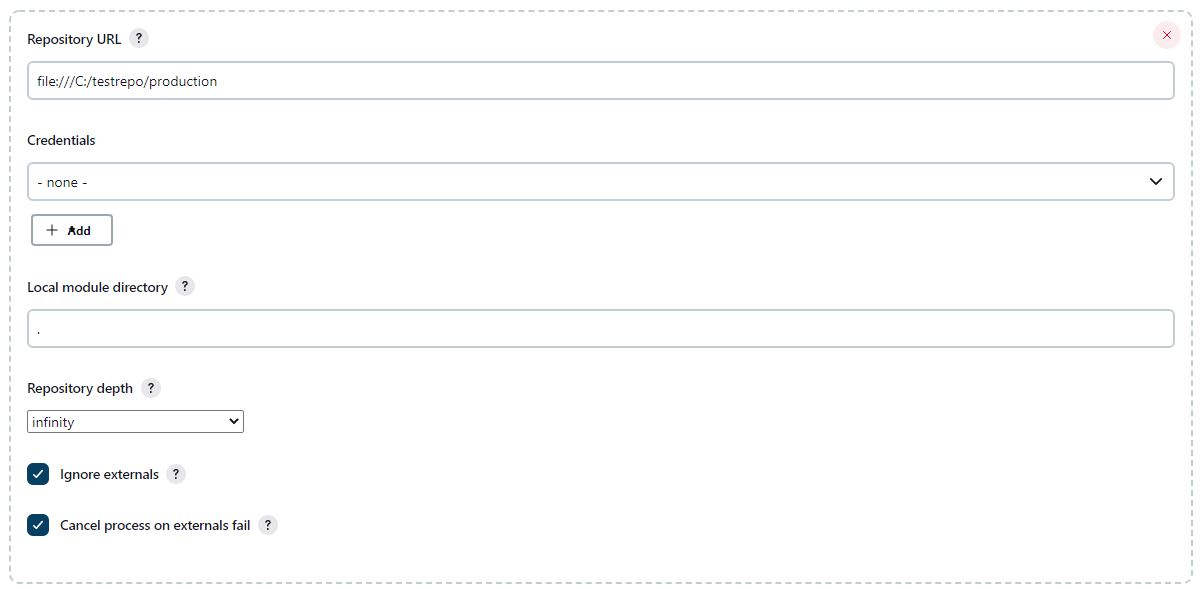 Repository URL ?
file:///C:/testrepo/production
Credentials
- none -
+ Add
Local module directory ?
.
Repository depth ?
infinity
Ignore externals ?
Cancel process on externals fail ?